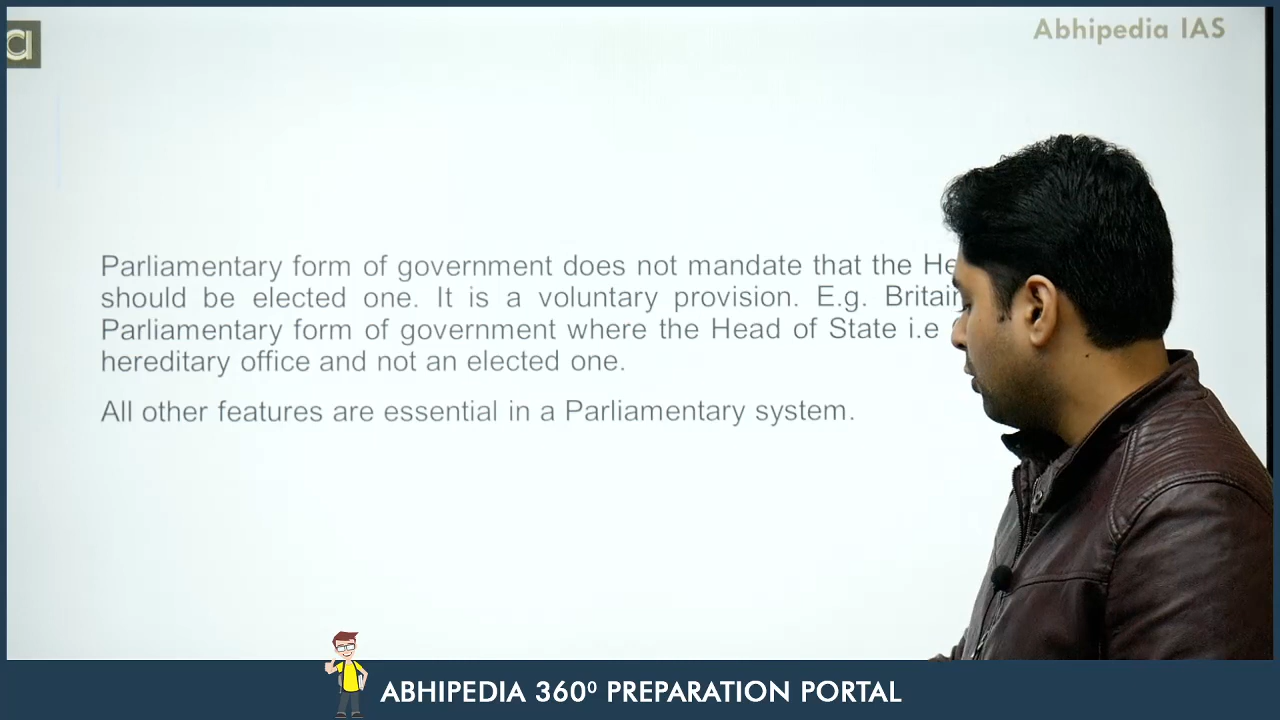 a
Abhipedia IAS
Parliamentary form of government does not mandate that the
should be elected one. It is a voluntary provision. E.g.
Parliamentary form of government where the Head of State i.e
hereditary office and not an elected one.
All other features are essential in a Parliamentary system.
ABHIPEDIA 360⁰ PREPARATION PORTAL